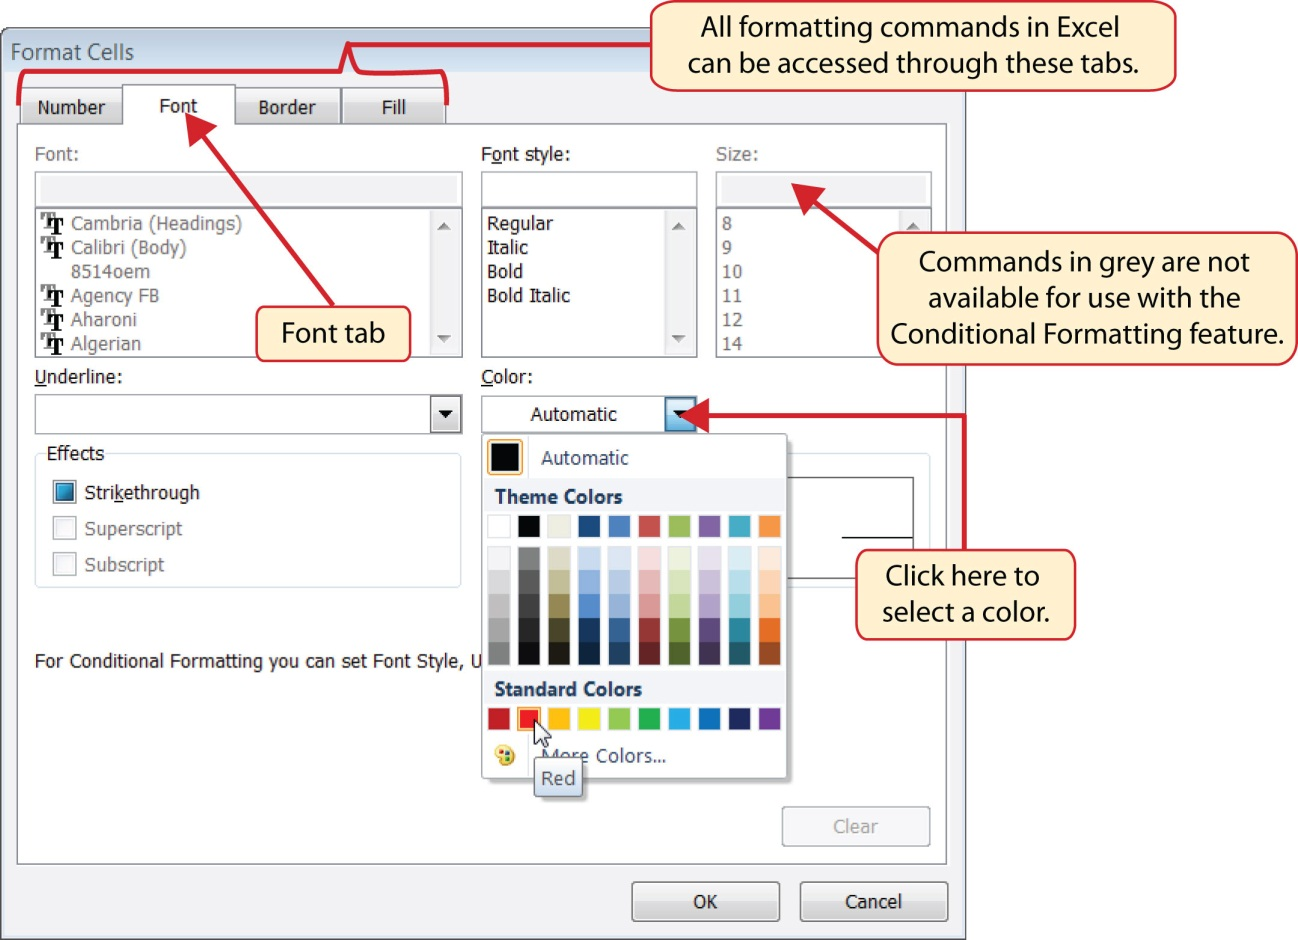 All formatting commands in Excel
can be accessed through these tabs.
Format Cells
Number Font Border Fill
Font: Font style: Size:
Cambria (Headings) Regular 8
Calibri (Body) Italic 9
8514oem Bold 10
Agency FB Bold Italic 11
Aharoni 12
Algerian 14
Font tab
Commands in grey are not
available for use with the
Conditional Formatting feature.
Underline: Color:
Automatic
Effects
Strikethrough
Superscript
Subscript
Automatic
Theme Colors
Click here to
select a color.
For Conditional Formatting you can set Font Style, U
Standard Colors
More Colors...
Red
Clear
OK Cancel